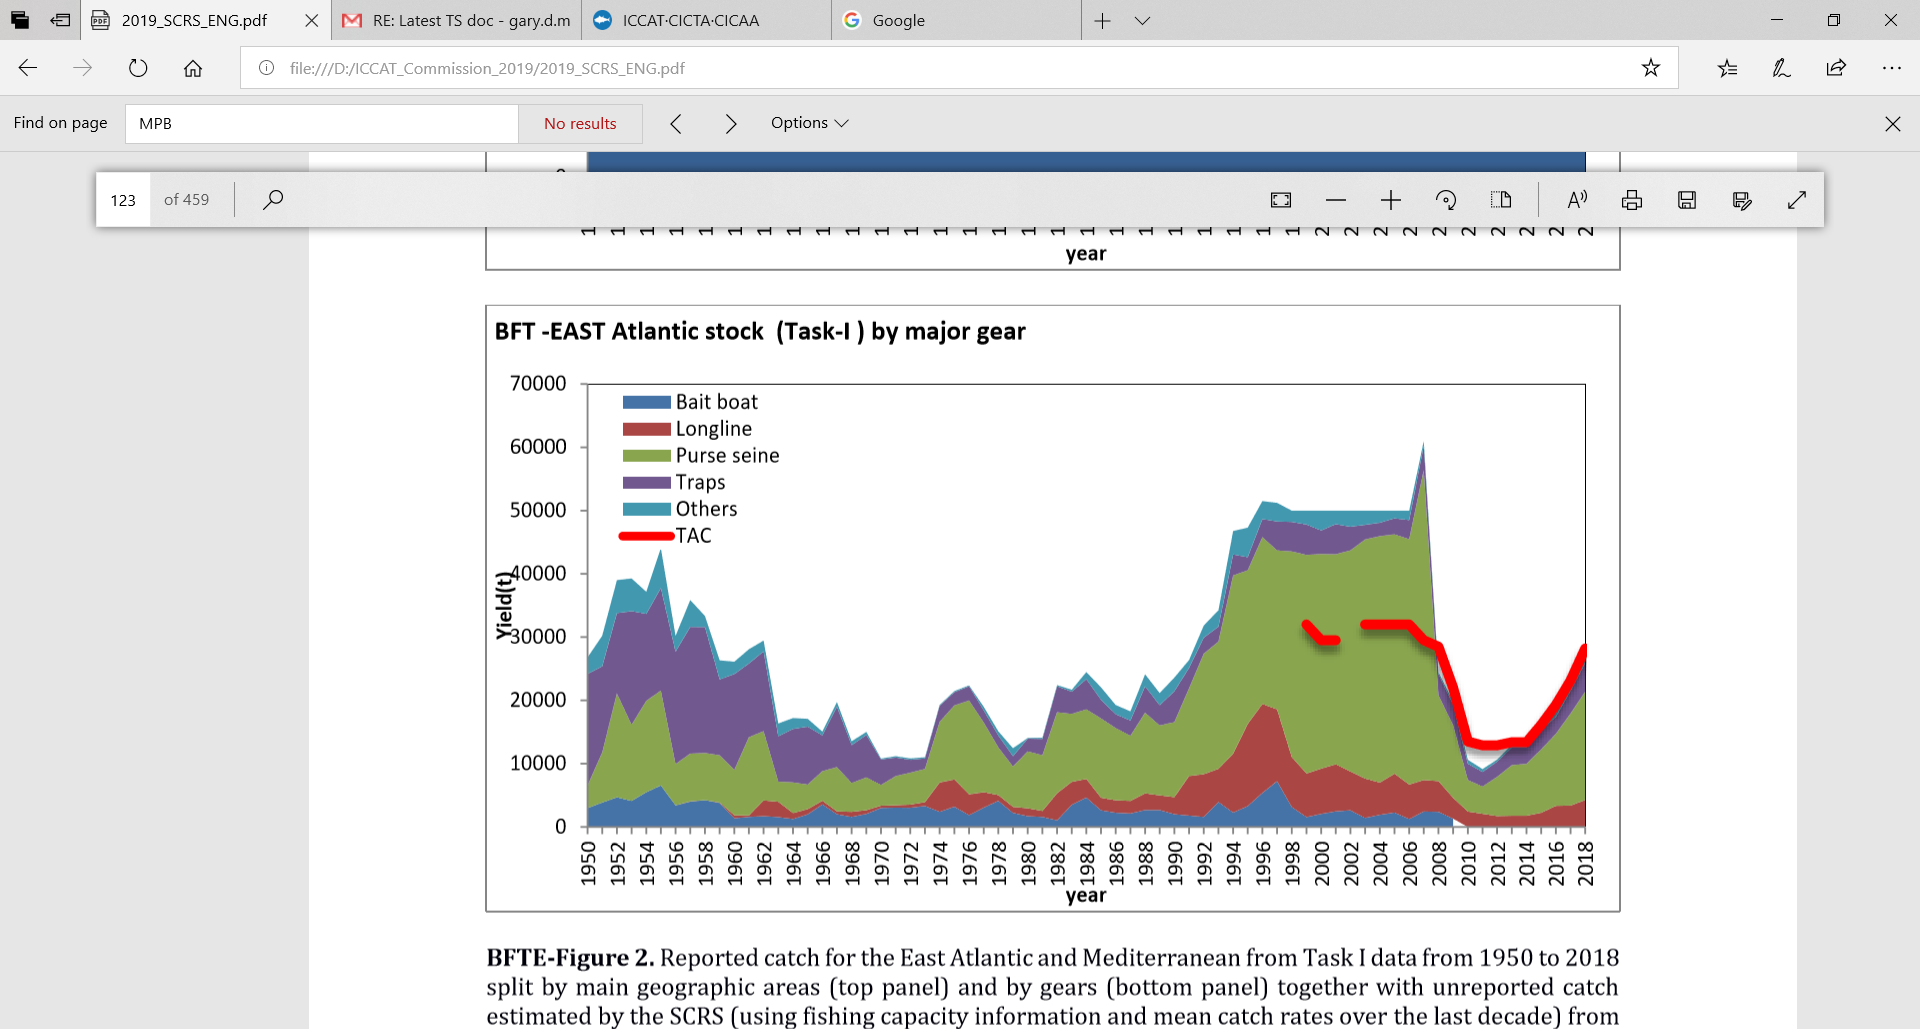 2019_SCRS_ENG.pdf
RE: Latest TS doc - gary.d.m
ICCAT·CICTA·CICAA
Google
file:///D:/ICCAT_Commission_2019/2019_SCRS_ENG.pdf
Find on page
MPB
No results
Options
123 of 459
year
BFT -EAST Atlantic stock (Task-I ) by major gear
70000
60000
50000
40000
30000
20000
10000
0
Yield(t)
Bait boat
Longline
Purse seine
Traps
Others
TAC
1950 1952 1954 1956 1958 1960 1962 1964 1966 1968 1970 1972 1974 1976 1978 1980 1982 1984 1986 1988 1990 1992 1994 1996 1998 2000 2002 2004 2006 2008 2010 2012 2014 2016 2018
year
BFTE-Figure 2. Reported catch for the East Atlantic and Mediterranean from Task I data from 1950 to 2018
split by main geographic areas (top panel) and by gears (bottom panel) together with unreported catch
estimated by the SCRS (using fishing capacity information and mean catch rates over the last decade) from